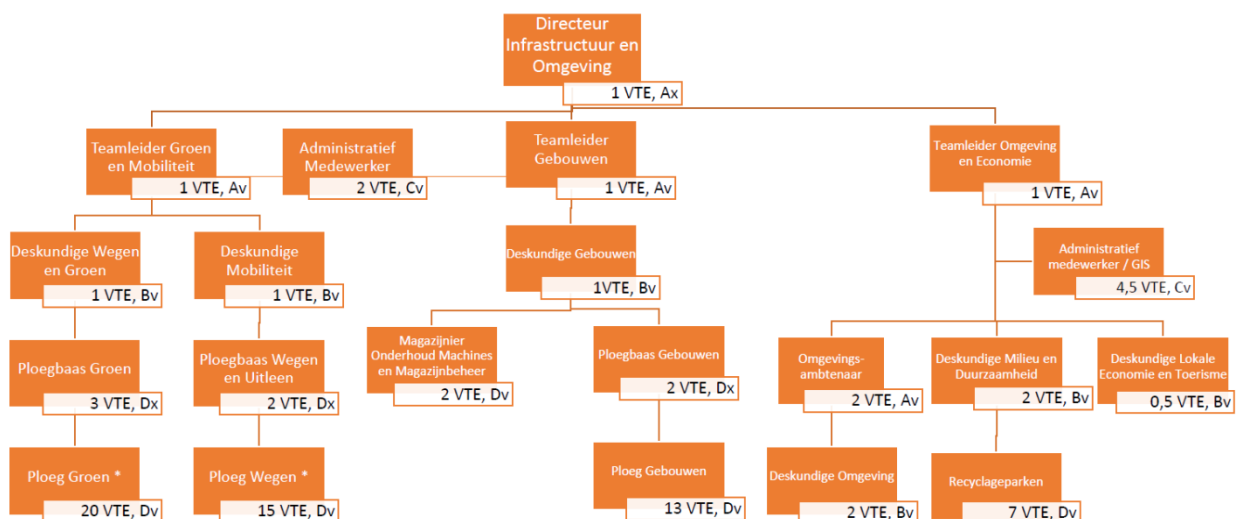 Directeur
Infrastructuur en
Omgeving
1 VTE, Ax
Teamleider Groen
en Mobiliteit
1 VTE, Av
Administratief
Medewerker
2 VTE, Cv
Teamleider
Gebouwen
1 VTE, Av
Teamleider Omgeving
en Economie
1 VTE, Av
Deskundige Wegen
en Groen
1 VTE, Bv
Deskundige
Mobiliteit
1 VTE, Bv
Deskundige Gebouwen
1VTE, Bv
Administratief
medewerker / GIS
4,5 VTE, Cv
Ploegbaas Groen
3 VTE, Dx
Ploegbaas Wegen
en Uitleen
2 VTE, Dx
Magazijnier
Onderhoud Machines
en Magazijnbeheer
2 VTE, Dv
Ploegbaas Gebouwen
2 VTE, Dx
Omgevings-
ambtenaar
2 VTE, Av
Deskundige Milieu en
Duurzaamheid
2 VTE, Bv
Deskundige Lokale
Economie en Toerisme
0,5 VTE, Bv
Ploeg Groen *
20 VTE, Dv
Ploeg Wegen *
15 VTE, Dv
Ploeg Gebouwen
13 VTE, Dv
Deskundige Omgeving
2 VTE, Bv
Recyclageparken
7 VTE, Dv